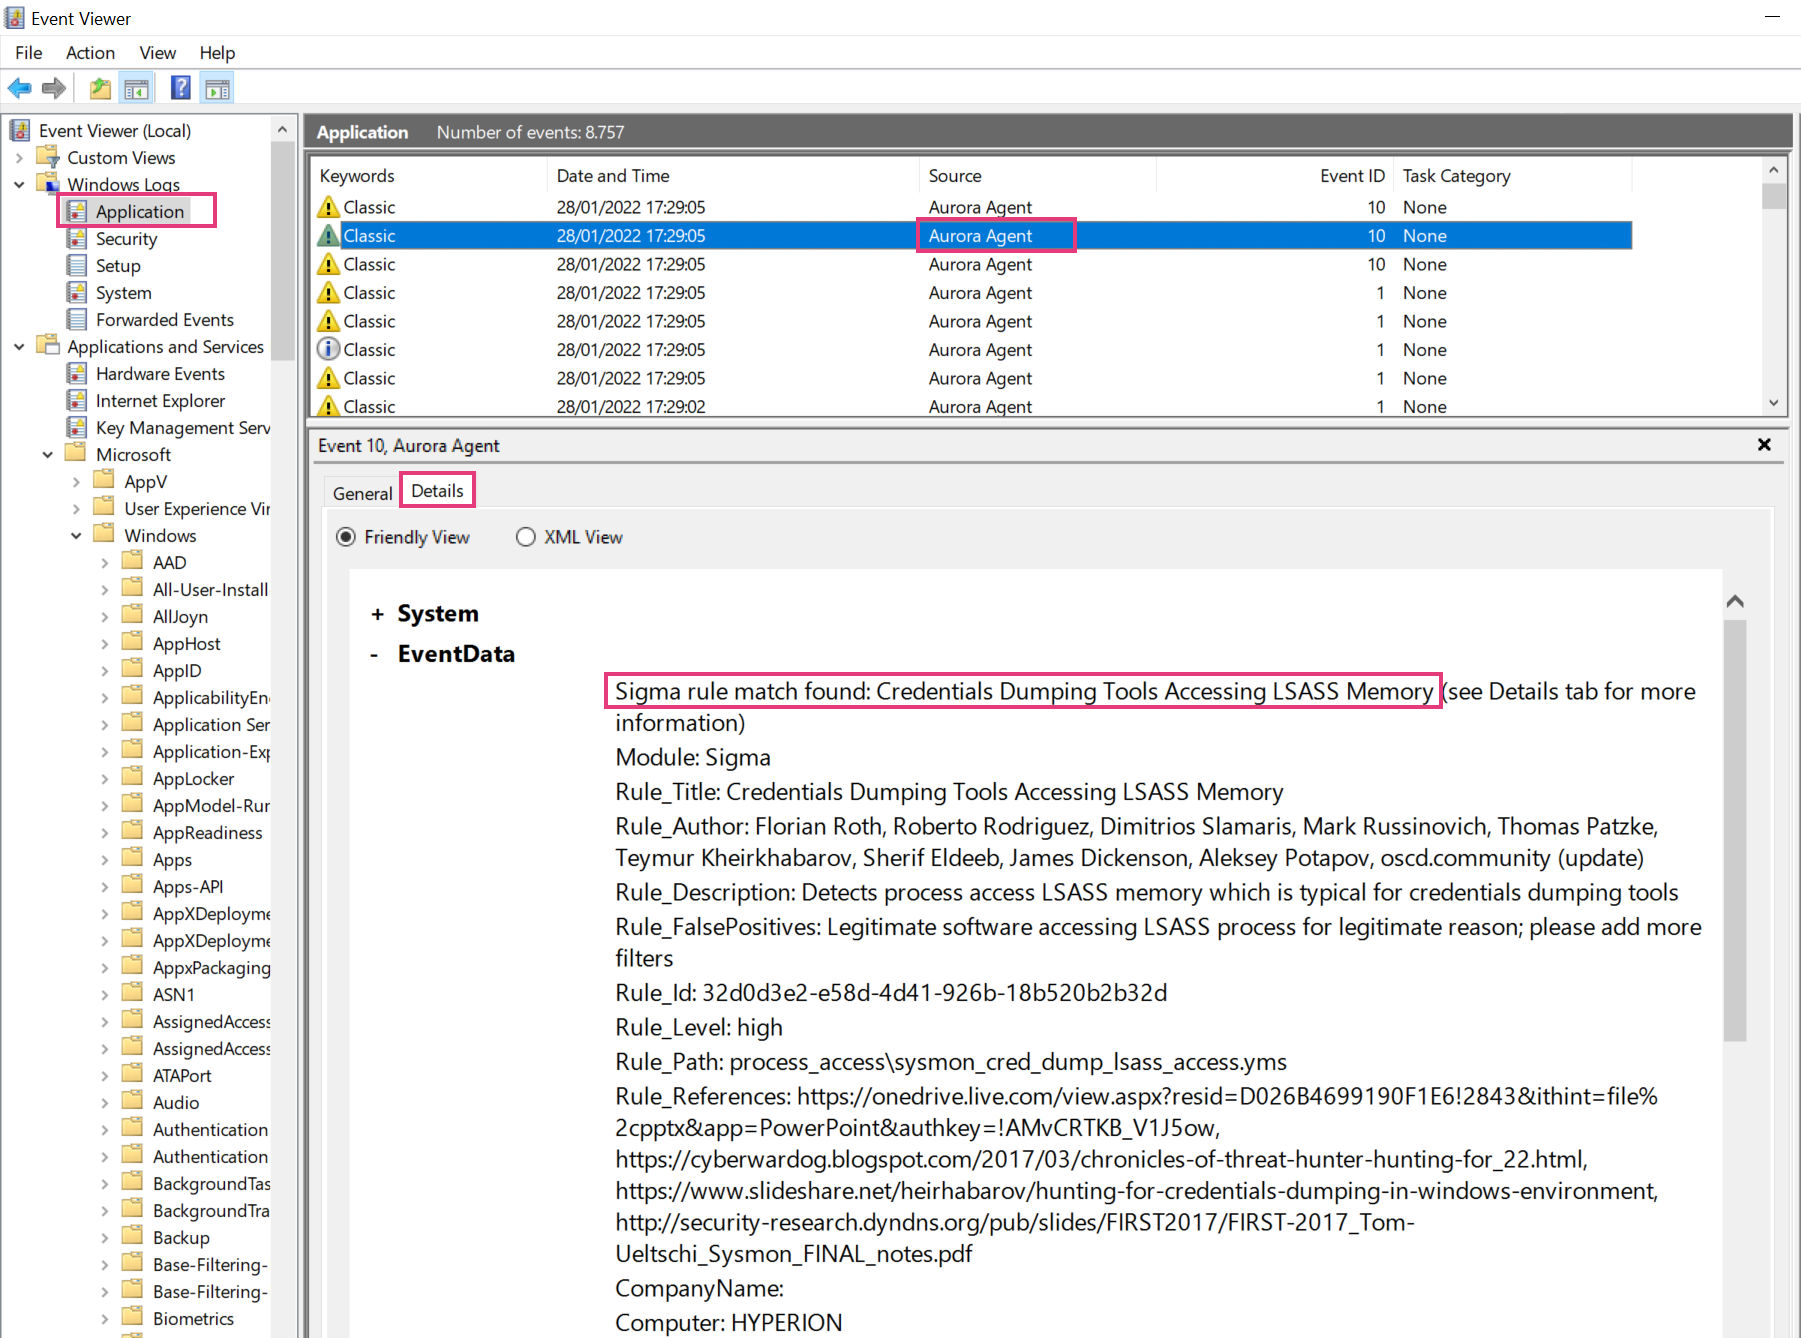 Event Viewer
File Action View Help
Event Viewer (Local)
Custom Views
Windows Logs
Application
Security
Setup
System
Forwarded Events
Applications and Services
Hardware Events
Internet Explorer
Key Management Serv
Microsoft
AppV
User Experience Vir
Windows
AAD
All-User-Install
AllJoyn
AppHost
AppID
ApplicabilityEn
Application Ser
Application-Exp
AppLocker
AppModel-Run
AppReadiness
Apps
Apps-API
AppXDeployme
AppXDeployme
AppxPackaging
ASN1
AssignedAccess
AssignedAccess
ATAPort
Audio
Authentication
Authentication
BackgroundTas
BackgroundTra
Backup
Base-Filtering-
Base-Filtering-
Biometrics
Application Number of events: 8.757
Keywords Date and Time Source Event ID Task Category
Classic 28/01/2022 17:29:05 Aurora Agent 10 None
Classic 28/01/2022 17:29:05 Aurora Agent 10 None
Classic 28/01/2022 17:29:05 Aurora Agent 10 None
Classic 28/01/2022 17:29:05 Aurora Agent 1 None
Classic 28/01/2022 17:29:05 Aurora Agent 1 None
Classic 28/01/2022 17:29:05 Aurora Agent 1 None
Classic 28/01/2022 17:29:05 Aurora Agent 1 None
Classic 28/01/2022 17:29:02 Aurora Agent 1 None
Event 10, Aurora Agent
General Details
Friendly View XML View
+ System
- EventData
Sigma rule match found: Credentials Dumping Tools Accessing LSASS Memory (see Details tab for more
information)
Module: Sigma
Rule_Title: Credentials Dumping Tools Accessing LSASS Memory
Rule_Author: Florian Roth, Roberto Rodriguez, Dimitrios Slamaris, Mark Russinovich, Thomas Patzke,
Teymur Kheirkhabarov, Sherif Eldeeb, James Dickenson, Aleksey Potapov, oscd.community (update)
Rule_Description: Detects process access LSASS memory which is typical for credentials dumping tools
Rule_FalsePositives: Legitimate software accessing LSASS process for legitimate reason; please add more
filters
Rule_Id: 32d0d3e2-e58d-4d41-926b-18b520b2b32d
Rule_Level: high
Rule_Path: process_access\sysmon_cred_dump_lsass_access.yms
Rule_References: https://onedrive.live.com/view.aspx?resid=D026B4699190F1E6!2843&ithint=file%
2cpptx&app=PowerPoint&authkey=!AMvCRTKB_V1J5ow,
https://cyberwardog.blogspot.com/2017/03/chronicles-of-threat-hunter-hunting-for_22.html,
https://www.slideshare.net/heirhabarov/hunting-for-credentials-dumping-in-windows-environment,
http://security-research.dyndns.org/pub/slides/FIRST2017/FIRST-2017_Tom-
Ueltschi_Sysmon_FINAL_notes.pdf
CompanyName:
Computer: HYPERION